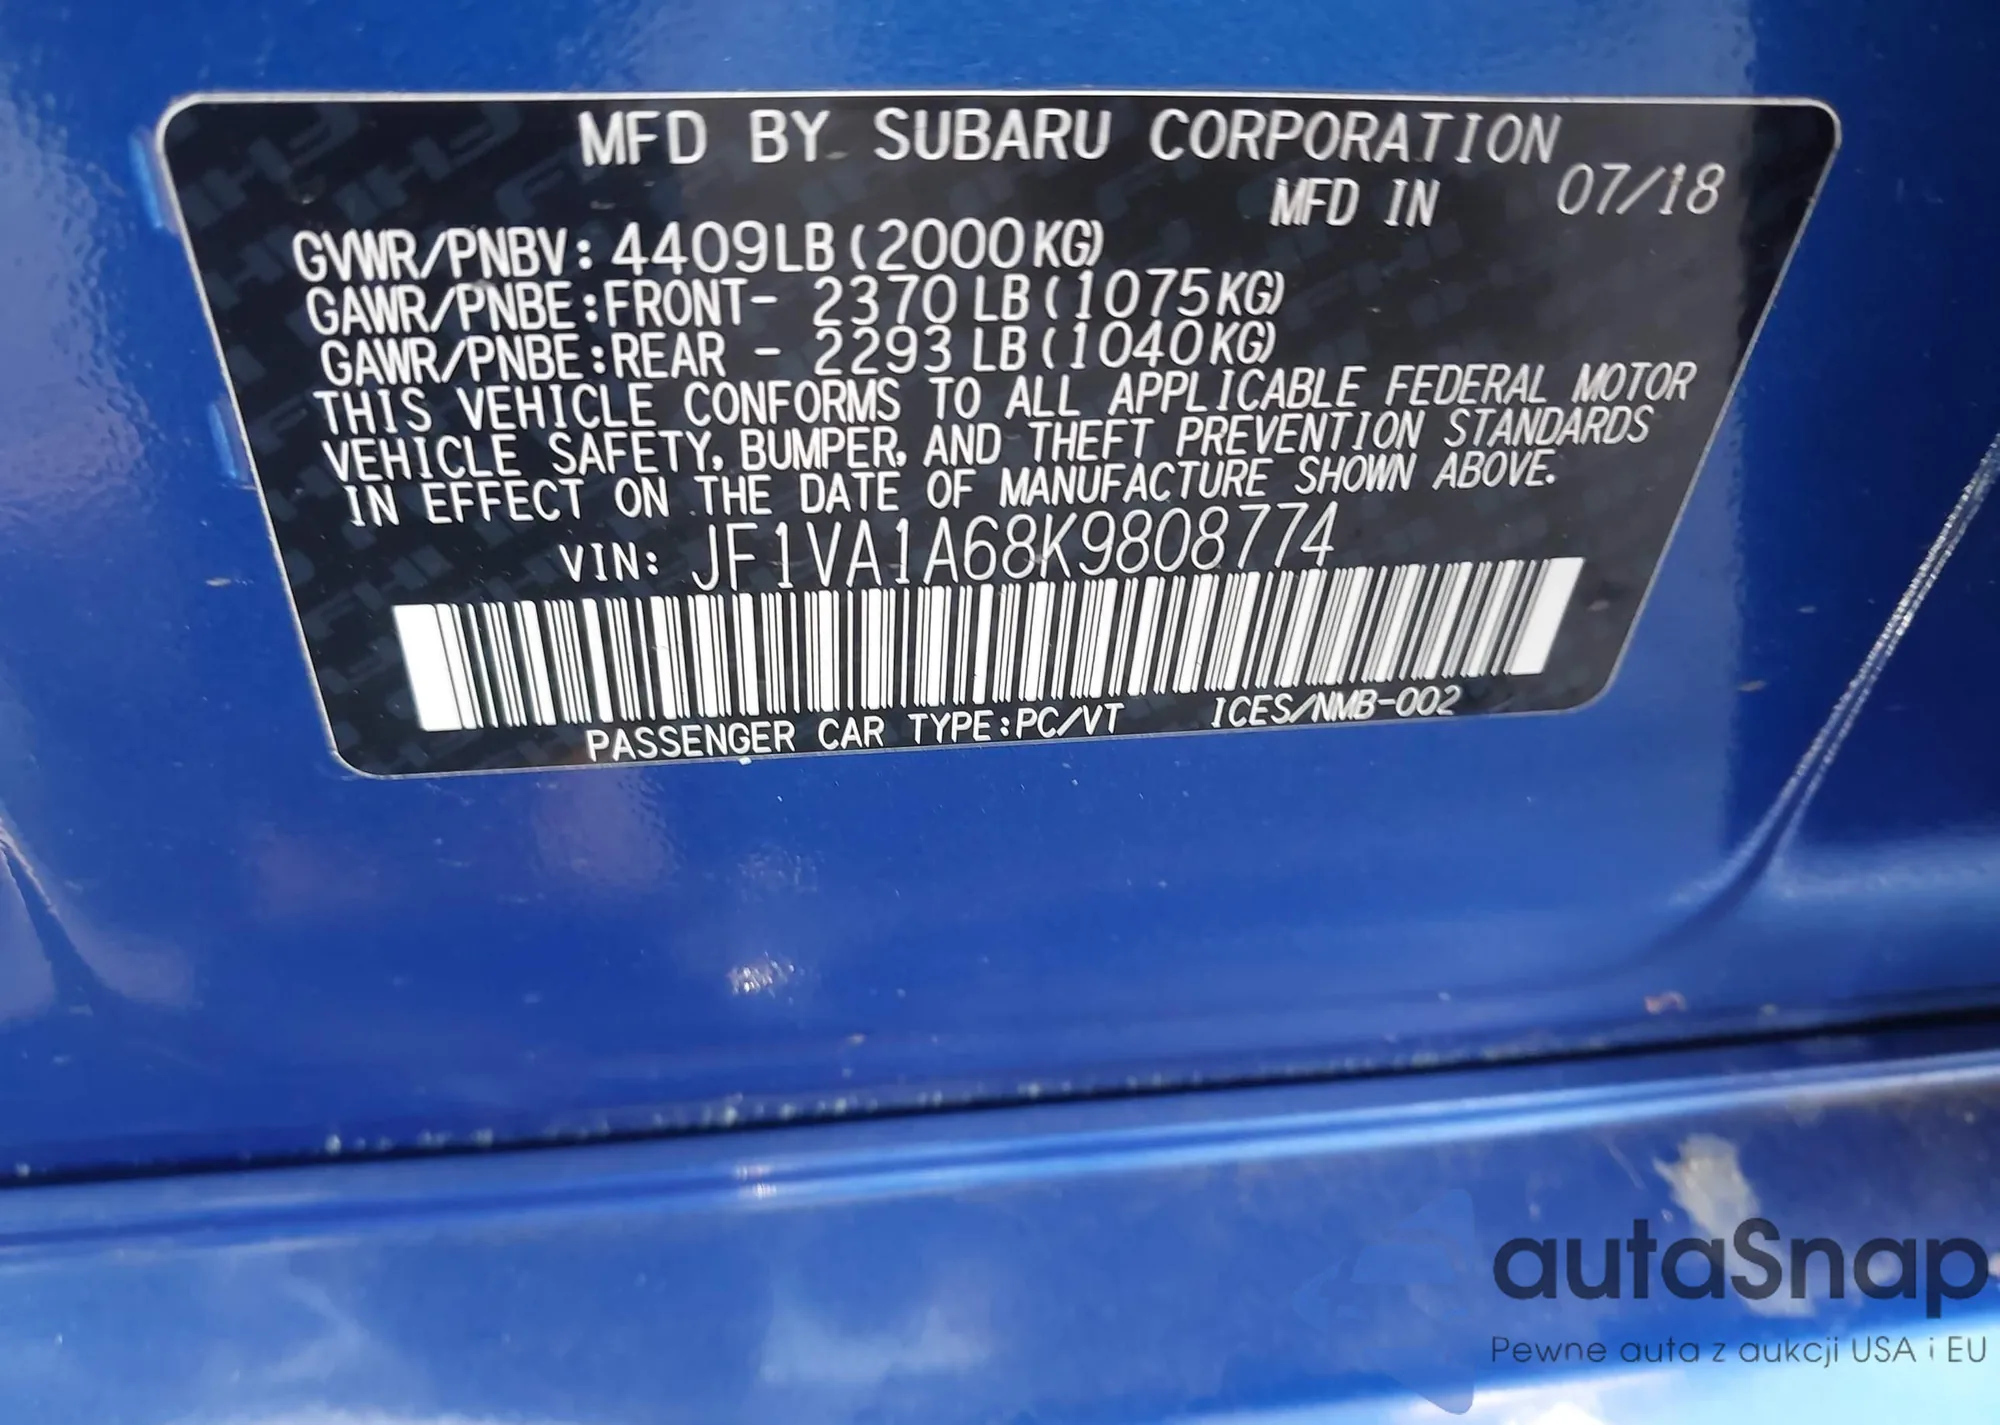 MFD BY SUBARU CORPORATION
MFD IN 07/18
GVWR/PNBV: 4409LB (2000KG)
GAWR/PNBE:FRONT- 2370 LB (1075KG)
GAWR/PNBE:REAR - 2293 LB (1040KG)
THIS VEHICLE CONFORMS TO ALL APPLICABLE FEDERAL MOTOR
VEHICLE SAFETY, BUMPER, AND THEFT PREVENTION STANDARDS
IN EFFECT ON THE DATE OF MANUFACTURE SHOWN ABOVE.
VIN: JF1VA1A68K9808774
PASSENGER CAR TYPE:PC/VT ICES/NMB-002
autaSnap
Pewne auta z aukcji USA i EU